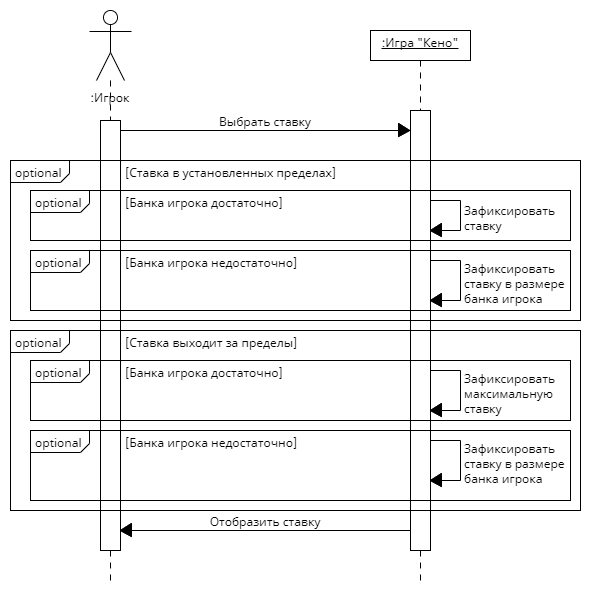 :Игра "Кено"
:Игрок
Выбрать ставку
optional
[Ставка в установленных пределах]
optional
[Банка игрока достаточно]
Зафиксировать
ставку
optional
[Банка игрока недостаточно]
Зафиксировать
ставку в размере
банка игрока
optional
[Ставка выходит за пределы]
optional
[Банка игрока достаточно]
Зафиксировать
максимальную
ставку
optional
[Банка игрока недостаточно]
Зафиксировать
ставку в размере
банка игрока
Отобразить ставку